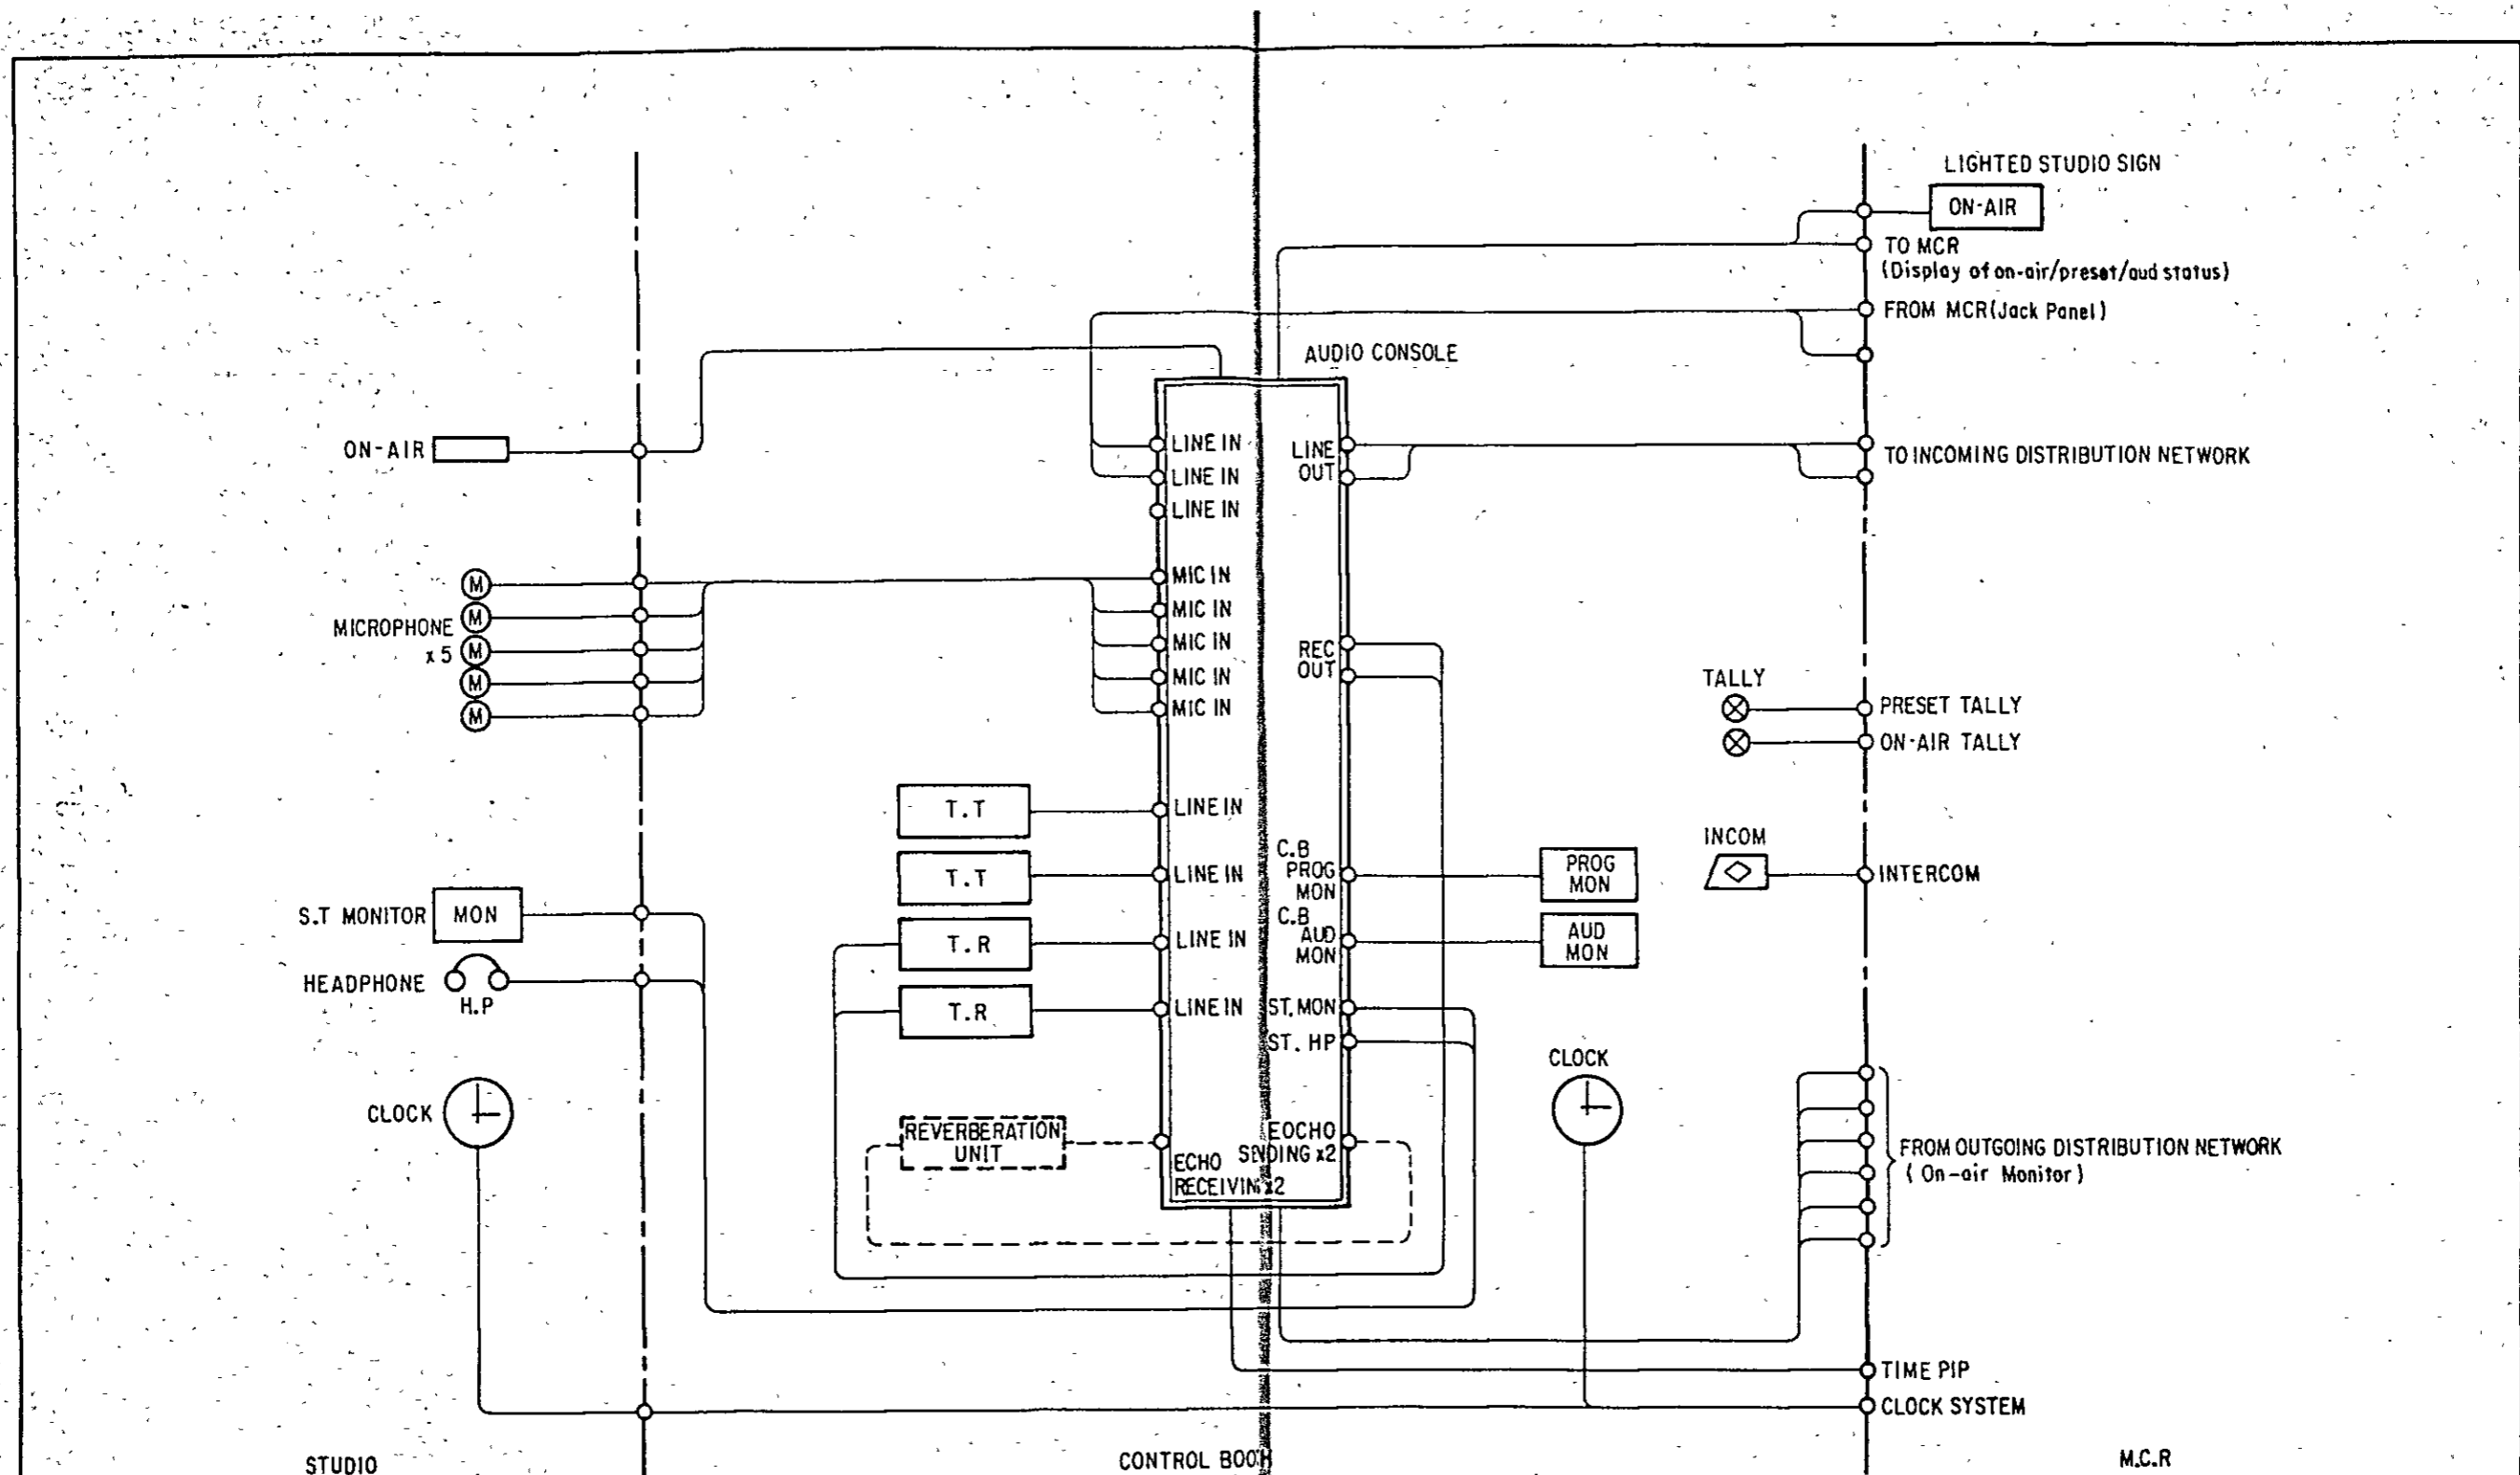 LIGHTED STUDIO SIGN
ON-AIR
TO MCR
(Display of on-air/preset/aud status)
FROM MCR(Jack Panel)
AUDIO CONSOLE
ON-AIR
LINE IN
LINE IN
LINE IN
LINE
OUT
TO INCOMING DISTRIBUTION NETWORK
M
M
M
M
M
MICROPHONE
x5
MIC IN
MIC IN
MIC IN
MIC IN
MIC IN
REC
OUT
TALLY
PRESET TALLY
ON-AIR TALLY
T.T
LINE IN
T.T
LINE IN
C.B
PROG
MON
PROG
MON
INCOM
INTERCOM
S.T MONITOR
MON
T.R
LINE IN
C.B
AUD
MON
AUD
MON
HEADPHONE
H.P
T.R
LINE IN
ST. MON
ST. HP
CLOCK
CLOCK
REVERBERATION
UNIT
ECHO
RECEIVIN x2
EOCHO
SENDING x2
FROM OUTGOING DISTRIBUTION NETWORK
(On-air Monitor)
TIME PIP
CLOCK SYSTEM
STUDIO
CONTROL BOOTH
M.C.R